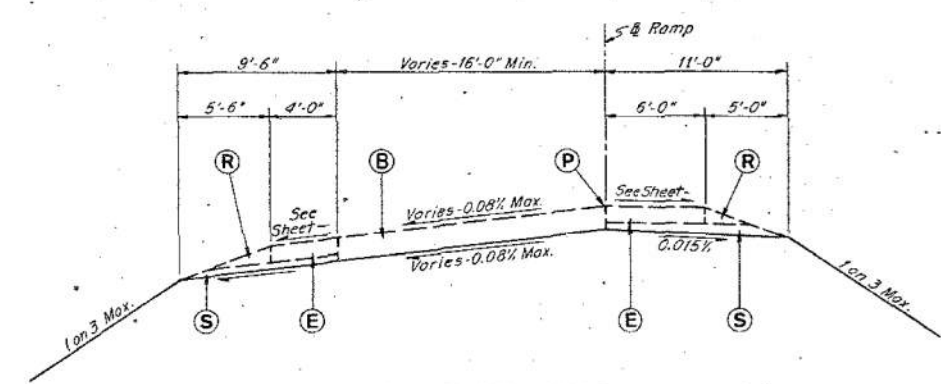 ℄ Ramp
9'-6"
Varies-16'-0" Min.
11'-0"
5'-6"
4'-0"
6'-0"
5'-0"
R
B
P
R
See Sheet-
See
Sheet-
Varies-0.08% Max.
Varies-0.08% Max.
0.015%
1 on 3 Max.
1 on 3 Max.
S
E
E
S